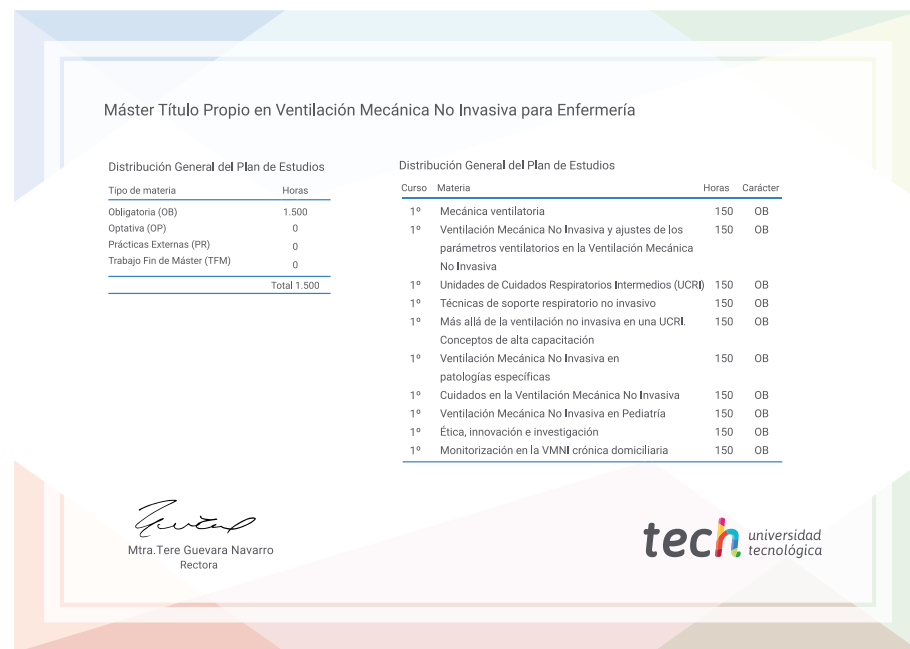 Máster Título Propio en Ventilación Mecánica No Invasiva para Enfermería
Distribución General del Plan de Estudios
Tipo de materia Horas
Obligatoria (OB) 1.500
Optativa (OP) 0
Prácticas Externas (PR) 0
Trabajo Fin de Máster (TFM) 0
Total 1.500
Distribución General del Plan de Estudios
Curso Materia Horas Carácter
1º Mecánica ventilatoria 150 OB
1º Ventilación Mecánica No Invasiva y ajustes de los 150 OB
parámetros ventilatorios en la Ventilación Mecánica
No Invasiva
1º Unidades de Cuidados Respiratorios Intermedios (UCRI) 150 OB
1º Técnicas de soporte respiratorio no invasivo 150 OB
1º Más allá de la ventilación no invasiva en una UCRI. 150 OB
Conceptos de alta capacitación
1º Ventilación Mecánica No Invasiva en 150 OB
patologías específicas
1º Cuidados en la Ventilación Mecánica No Invasiva 150 OB
1º Ventilación Mecánica No Invasiva en Pediatría 150 OB
1º Ética, innovación e investigación 150 OB
1º Monitorización en la VMNI crónica domiciliaria 150 OB
Mtra.Tere Guevara Navarro
Rectora
tech universidad
tecnológica